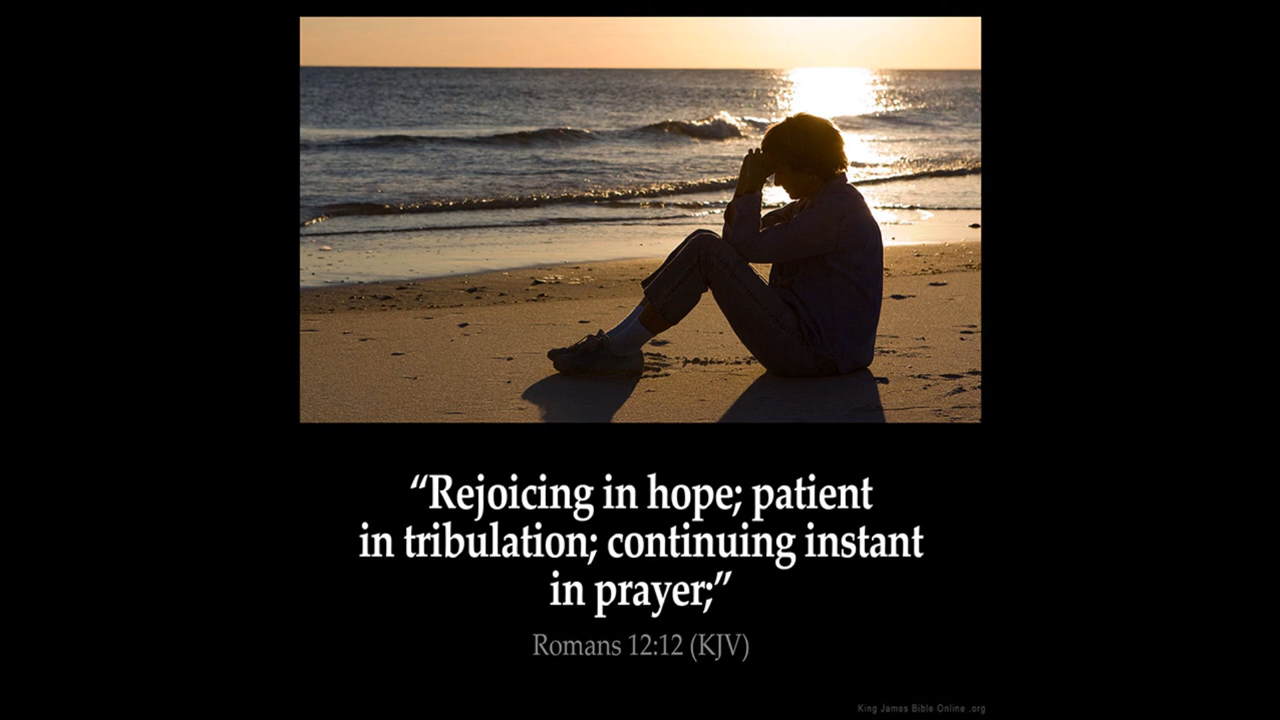 “Rejoicing in hope; patient
in tribulation; continuing instant
in prayer;”
Romans 12:12 (KJV)
King James Bible Online .org